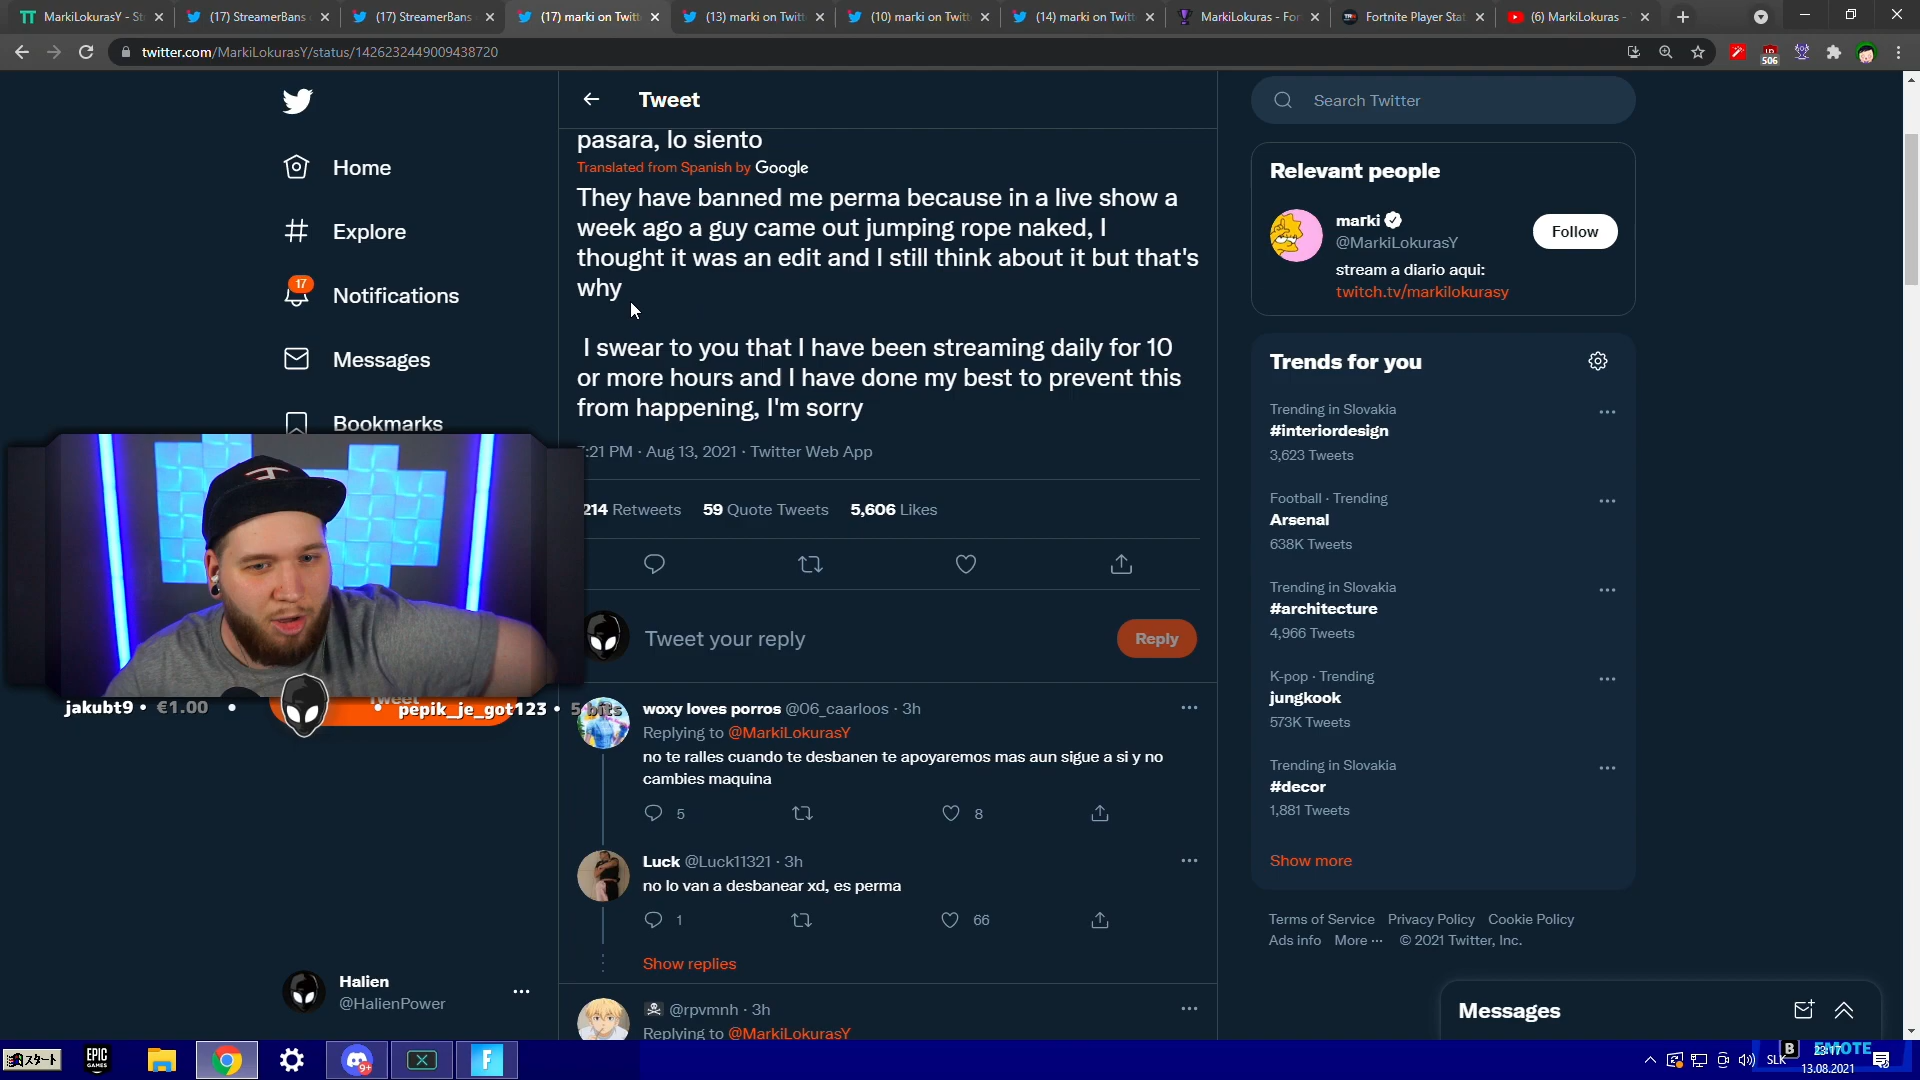 MarkiLokurasY - St
(17) StreamerBans
(17) StreamerBans
(17) marki on Twitt
(13) marki on Twitt
(10) marki on Twitt
(14) marki on Twitt
MarkiLokuras - For
Fortnite Player Stat
(6) MarkiLokuras -
twitter.com/MarkiLokurasY/status/1426232449009438720
506
Home
Explore
17
Notifications
Messages
Bookmarks
Tweet
Halien
@HalienPower
Tweet
pasara, lo siento
Translated from Spanish by Google
They have banned me perma because in a live show a
week ago a guy came out jumping rope naked, I
thought it was an edit and I still think about it but that's
why
I swear to you that I have been streaming daily for 10
or more hours and I have done my best to prevent this
from happening, I'm sorry
:21 PM · Aug 13, 2021 · Twitter Web App
214 Retweets 59 Quote Tweets 5,606 Likes
Tweet your reply
Reply
woxy loves porros @06_caarloos · 3h
Replying to @MarkiLokurasY
no te ralles cuando te desbanen te apoyaremos mas aun sigue a si y no
cambies maquina
5 8
Luck @Luck11321 · 3h
no lo van a desbanear xd, es perma
1 66
Show replies
@rpvmnh · 3h
Replying to @MarkiLokurasY
Search Twitter
Relevant people
marki
@MarkiLokurasY
Follow
stream a diario aqui:
twitch.tv/markilokurasy
Trends for you
Trending in Slovakia
#interiordesign
3,623 Tweets
Football · Trending
Arsenal
638K Tweets
Trending in Slovakia
#architecture
4,966 Tweets
K-pop · Trending
jungkook
573K Tweets
Trending in Slovakia
#decor
1,881 Tweets
Show more
Terms of Service Privacy Policy Cookie Policy
Ads info More ··· © 2021 Twitter, Inc.
Messages
jakubt9 • €1.00 •
• pepik_je_got123 • 5 bits
スタート
EPIC
GAMES
9+
F
SLK
B
EMOTE
23:17
13.08.2021